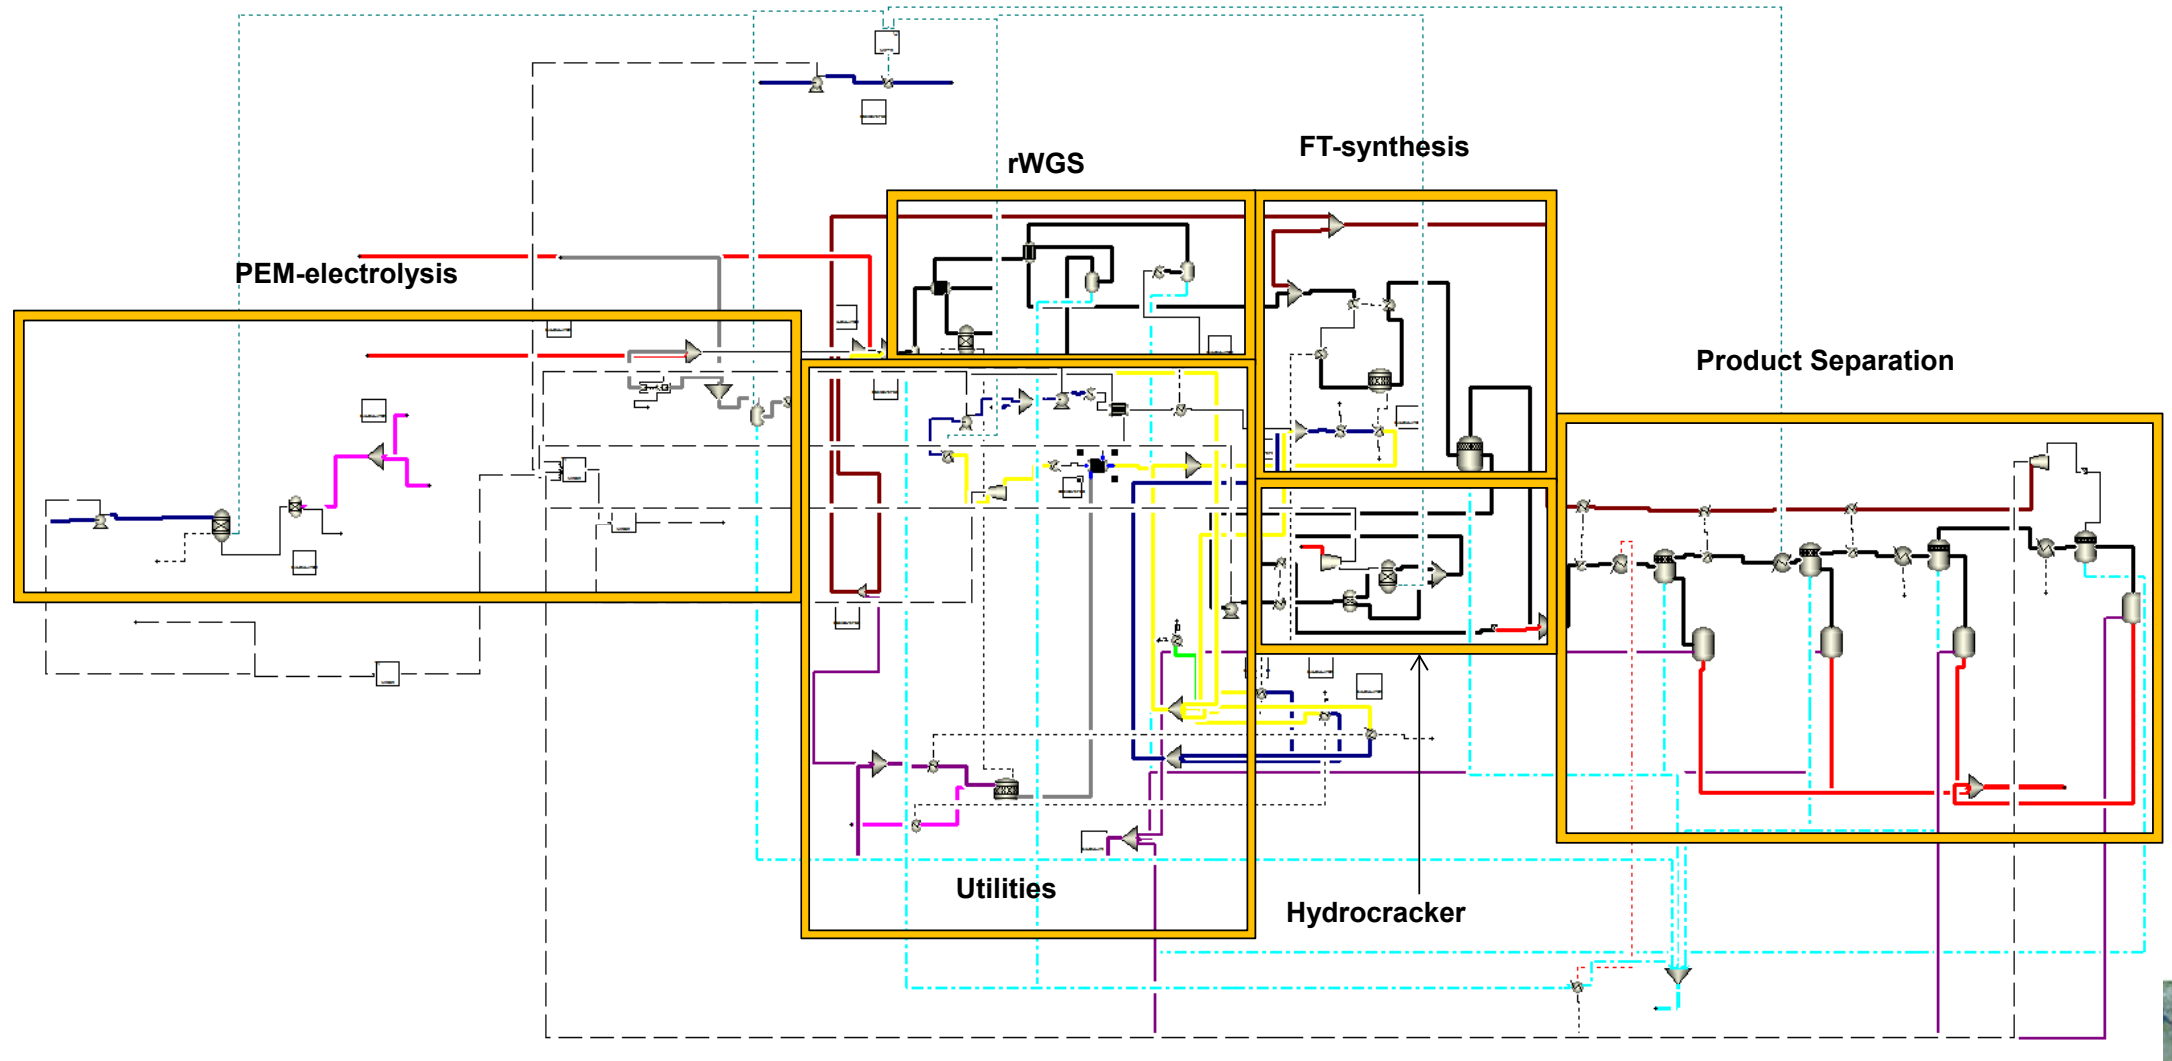 FT-synthesis
rWGS
PEM-electrolysis
Product Separation
Utilities
Hydrocracker